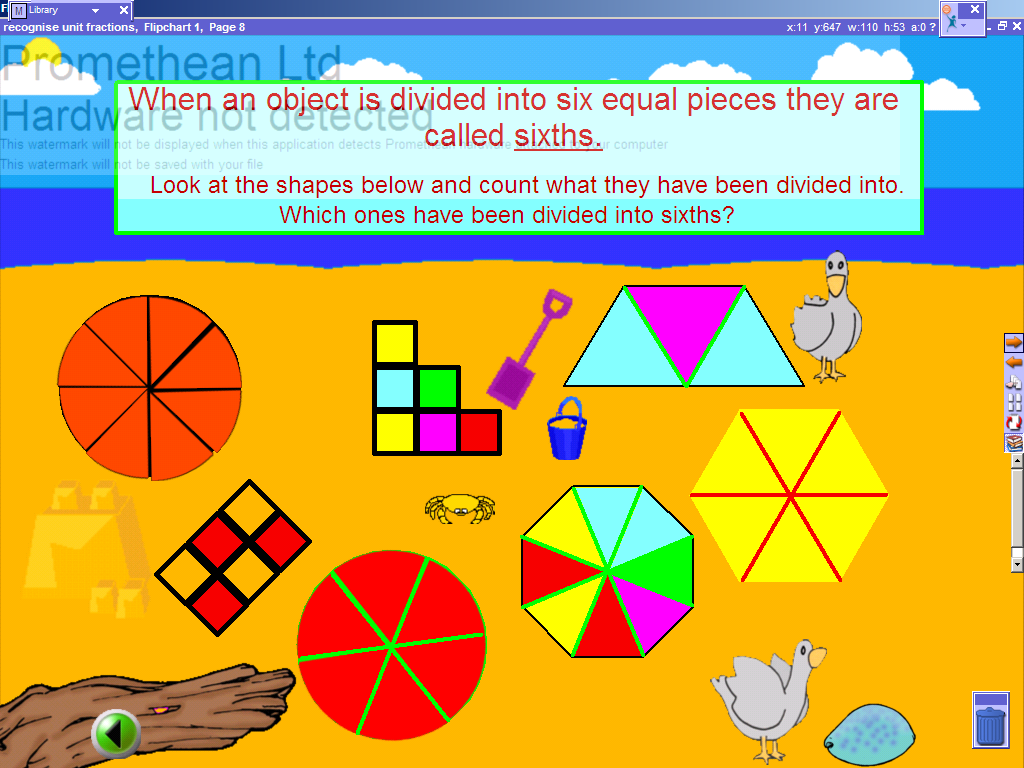 Library
recognise unit fractions, Flipchart 1, Page 8
x:11 y:647 w:110 h:53 a:0 ?
Promethean Ltd
Hardware not detected
This watermark will not be displayed when this application detects Promethean hardware computer
This watermark will not be saved with your file
When an object is divided into six equal pieces they are
called sixths.
Look at the shapes below and count what they have been divided into.
Which ones have been divided into sixths?